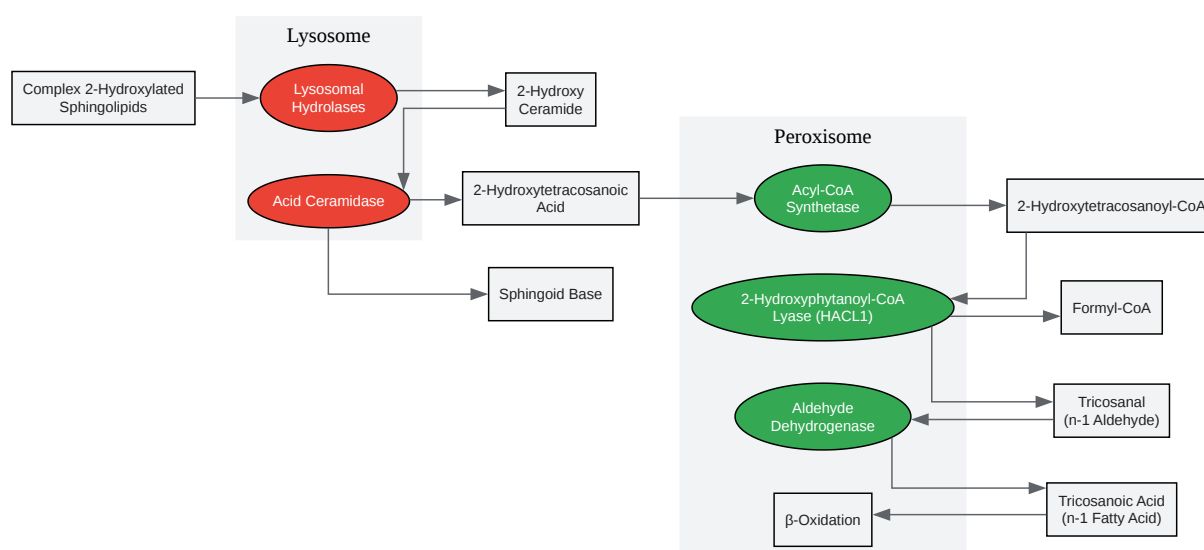 Lysosome
Complex 2-Hydroxylated
Sphingolipids
Lysosomal
Hydrolases
2-Hydroxy
Ceramide
Acid Ceramidase
2-Hydroxytetracosanoic
Acid
Sphingoid Base
Peroxisome
Acyl-CoA
Synthetase
2-Hydroxytetracosanoyl-CoA
2-Hydroxyphytanoyl-CoA
Lyase (HACL1)
Formyl-CoA
Tricosanal
(n-1 Aldehyde)
Aldehyde
Dehydrogenase
Tricosanoic Acid
(n-1 Fatty Acid)
β-Oxidation